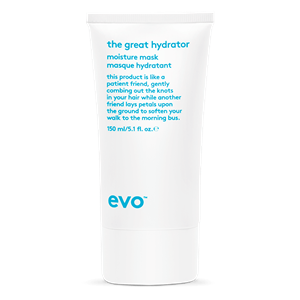 the great hydrator
moisture mask
masque hydratant
this product is like a
patient friend, gently
combing out the knots
in your hair while another
friend lays petals upon
the ground to soften your
walk to the morning bus.
150 ml/5.1 fl. oz.℮
evo™